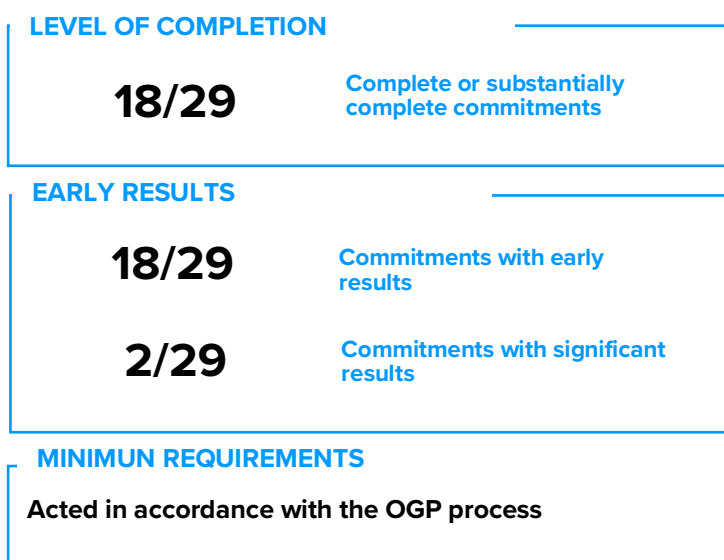 LEVEL OF COMPLETION
18/29
Complete or substantially
complete commitments
EARLY RESULTS
18/29
Commitments with early
results
2/29
Commitments with significant
results
MINIMUN REQUIREMENTS
Acted in accordance with the OGP process